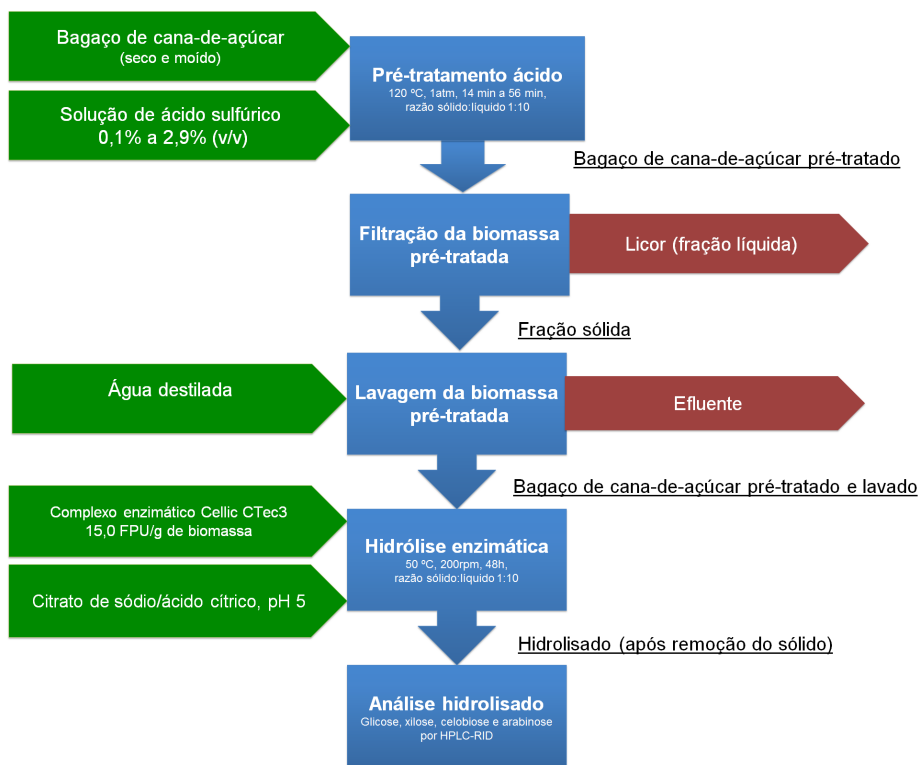 Bagaço de cana-de-açúcar
(seco e moído)
Solução de ácido sulfúrico
0,1% a 2,9% (v/v)
Pré-tratamento ácido
120 ºC, 1atm, 14 min a 56 min,
razão sólido:líquido 1:10
Bagaço de cana-de-açúcar pré-tratado
Filtração da biomassa
pré-tratada
Licor (fração líquida)
Fração sólida
Água destilada
Lavagem da biomassa
pré-tratada
Efluente
Bagaço de cana-de-açúcar pré-tratado e lavado
Complexo enzimático Cellic CTec3
15,0 FPU/g de biomassa
Citrato de sódio/ácido cítrico, pH 5
Hidrólise enzimática
50 ºC, 200rpm, 48h,
razão sólido:líquido 1:10
Hidrolisado (após remoção do sólido)
Análise hidrolisado
Glicose, xilose, celobiose e arabinose
por HPLC-RID